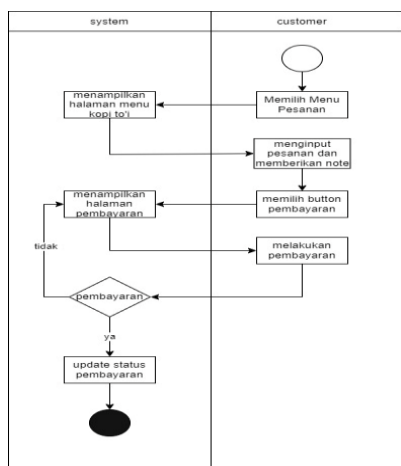 system
customer
Memilih Menu
Pesanan
menampilkan
halaman menu
kopi to'i
menginput
pesanan dan
memberikan note
memilih button
pembayaran
menampilkan
halaman
pembayaran
melakukan
pembayaran
tidak
pembayaran
ya
update status
pembayaran